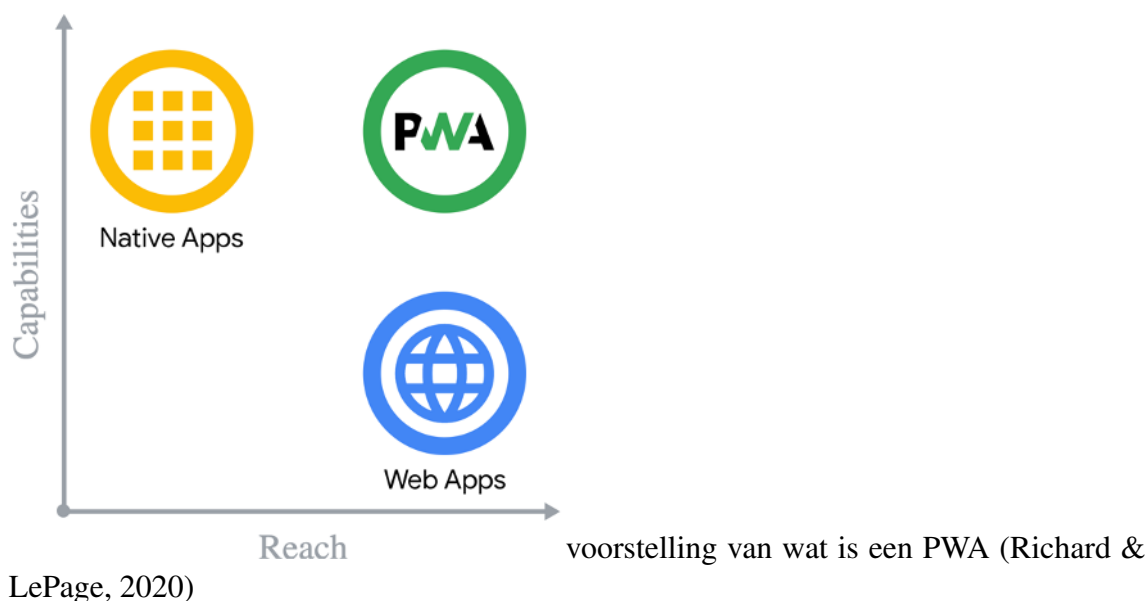 PWA
Native Apps
Capabilities
Web Apps
Reach
voorstelling van wat is een PWA (Richard &
LePage, 2020)